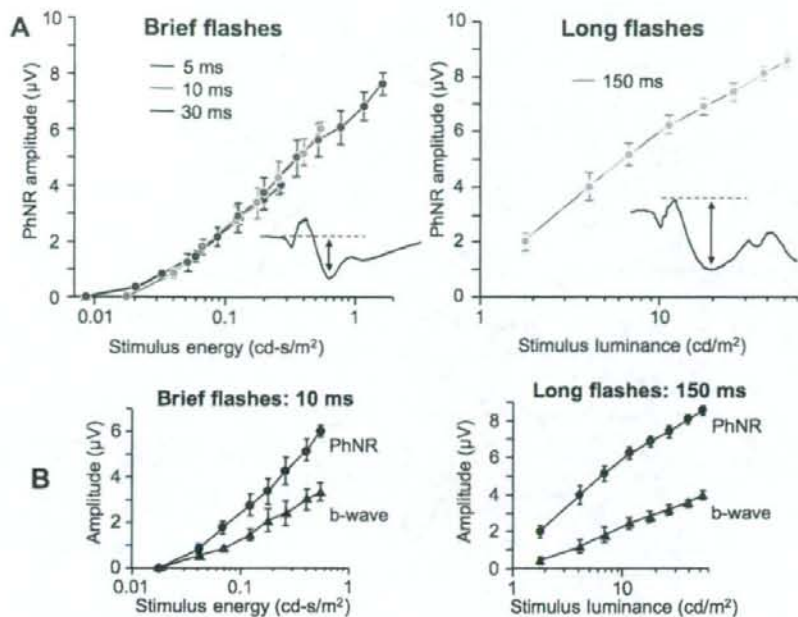 A
Brief flashes
Long flashes
PhNR amplitude (µV)
10
8
6
4
2
0
5 ms
10 ms
30 ms
0.01
0.1
1
Stimulus energy (cd-s/m²)
PhNR amplitude (µV)
10
8
6
4
2
0
150 ms
1
10
Stimulus luminance (cd/m²)
B
Brief flashes: 10 ms
Amplitude (µV)
6
4
2
0
PhNR
b-wave
0.01
0.1
1
Stimulus energy (cd-s/m²)
Long flashes: 150 ms
Amplitude (µV)
8
6
4
2
0
PhNR
b-wave
1
10
Stimulus luminance (cd/m²)